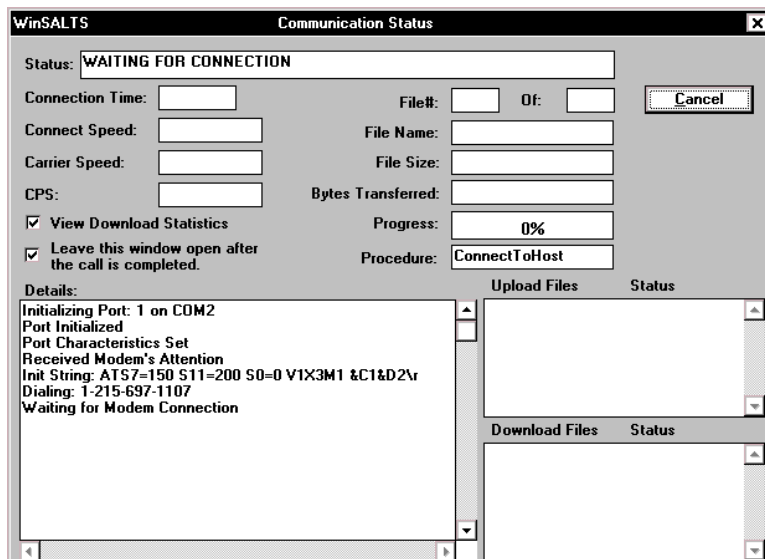 WinSALTS Communication Status
Status: WAITING FOR CONNECTION
Connection Time:
File#: Of:
Cancel
Connect Speed:
File Name:
Carrier Speed:
File Size:
CPS:
Bytes Transferred:
View Download Statistics
Progress: 0%
Leave this window open after
the call is completed.
Procedure: ConnectToHost
Details:
Initializing Port: 1 on COM2
Port Initialized
Port Characteristics Set
Received Modem's Attention
Init String: ATS7=150 S11=200 S0=0 V1X3M1 &C1&D2\r
Dialing: 1-215-697-1107
Waiting for Modem Connection
Upload Files Status
Download Files Status